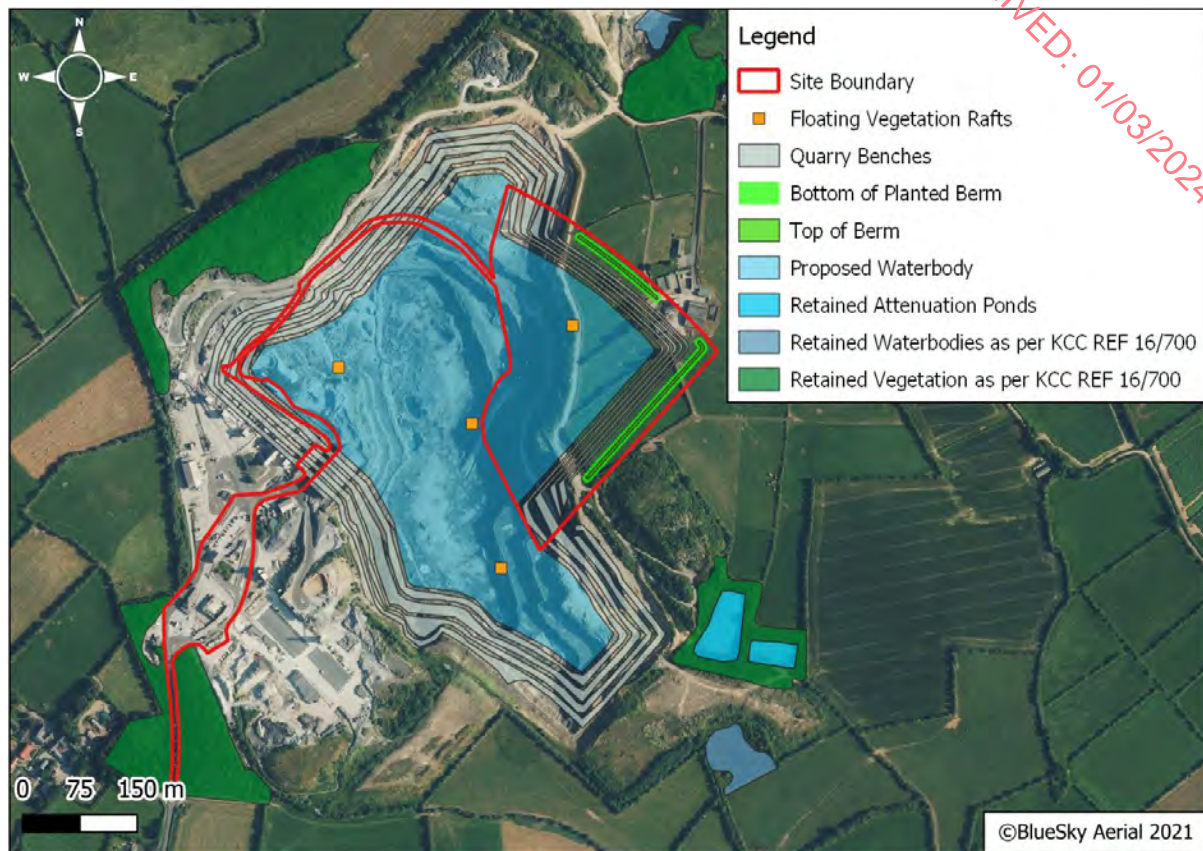 N
W
E
S
Legend
Site Boundary
Floating Vegetation Rafts
Quarry Benches
Bottom of Planted Berm
Top of Berm
Proposed Waterbody
Retained Attenuation Ponds
Retained Waterbodies as per KCC REF 16/700
Retained Vegetation as per KCC REF 16/700
VED: 01/03/2024
0 75 150 m
©BlueSky Aerial 2021